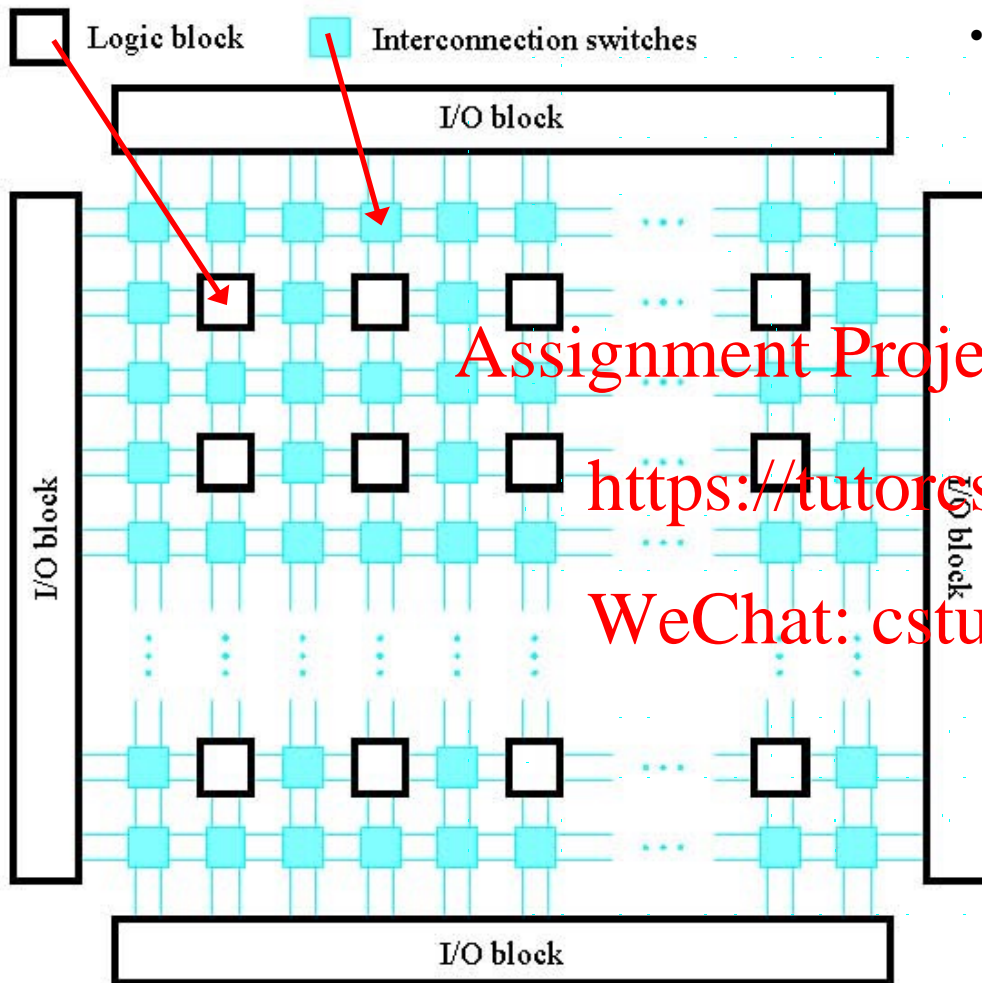 Logic block
Interconnection switches
•
I/O block
Assignment Proje
https://tutorcs
I/O block
I/O block
WeChat: cstu
I/O block